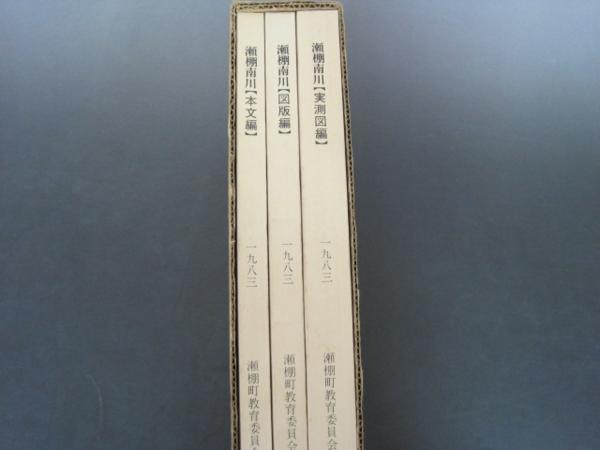 瀬棚南川【実測図編】
一九八三
瀬棚町教育委員会
瀬棚南川【図版編】
一九八三
瀬棚町教育委員会
瀬棚南川【本文編】
一九八三
瀬棚町教育委員